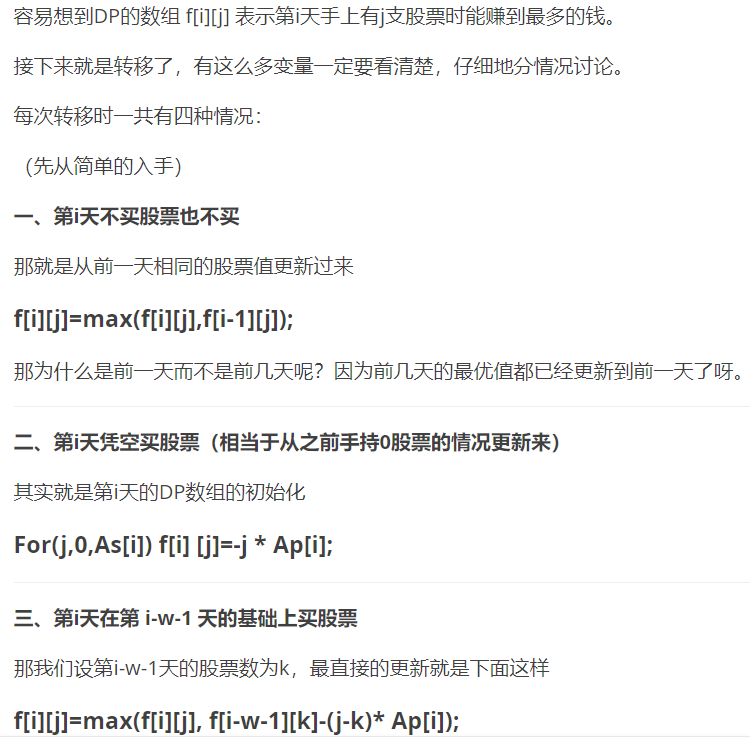 容易想到DP的数组 f[i][j] 表示第i天手上有j支股票时能赚到最多的钱。
接下来就是转移了，有这么多变量一定要看清楚，仔细地分情况讨论。
每次转移时一共有四种情况：
（先从简单的入手）
一、第i天不买股票也不买
那就是从前一天相同的股票值更新过来
f[i][j]=max(f[i][j],f[i-1][j]);
那为什么是前一天而不是前几天呢？因为前几天的最优值都已经更新到前一天了呀。
二、第i天凭空买股票（相当于从之前手持0股票的情况更新来）
其实就是第i天的DP数组的初始化
For(j,0,As[i]) f[i] [j]=-j * Ap[i];
三、第i天在第 i-w-1 天的基础上买股票
那我们设第i-w-1天的股票数为k，最直接的更新就是下面这样
f[i][j]=max(f[i][j], f[i-w-1][k]-(j-k)* Ap[i]);